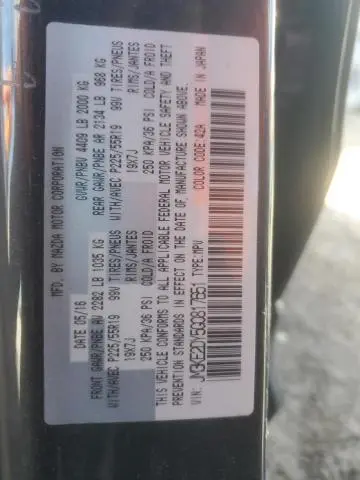 MFD. BY MAZDA MOTOR CORPORATION
DATE 05/16 GVWR/PNBV 4409 LB 2000 KG
FRONT GAWR/PNBE AV 2282 LB 1035 KG REAR GAWR/PNBE AR 2134 LB 968 KG
WITH/AVEC P225/55R19 99V TIRES/PNEUS WITH/AVEC P225/55R19 99V TIRES/PNEUS
19X7J RIMS/JANTES 19X7J RIMS/JANTES
250 KPA/36 PSI COLD/A FROID 250 KPA/36 PSI COLD/A FROID
THIS VEHICLE CONFORMS TO ALL APPLICABLE FEDERAL MOTOR VEHICLE SAFETY AND THEFT
PREVENTION STANDARDS IN EFFECT ON THE DATE OF MANUFACTURE SHOWN ABOVE.
COLOR CODE:42A MADE IN JAPAN
VIN: TYPE:MPV